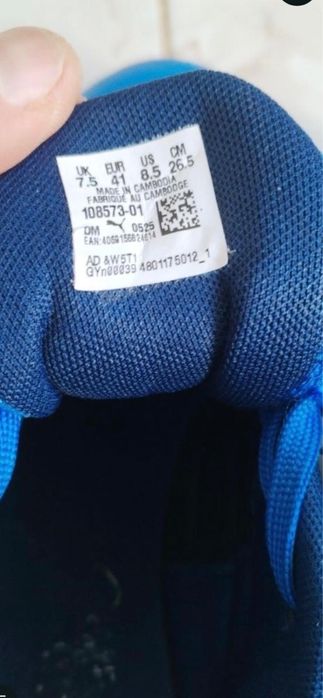 UK EUR US CM
7.5 41 8.5 26.5
MADE IN CAMBODIA
FABRIQUE AU CAMBODGE
108573-01
DM 0525
EAN:
AD &W5T1
GYn00039 4801175012_1